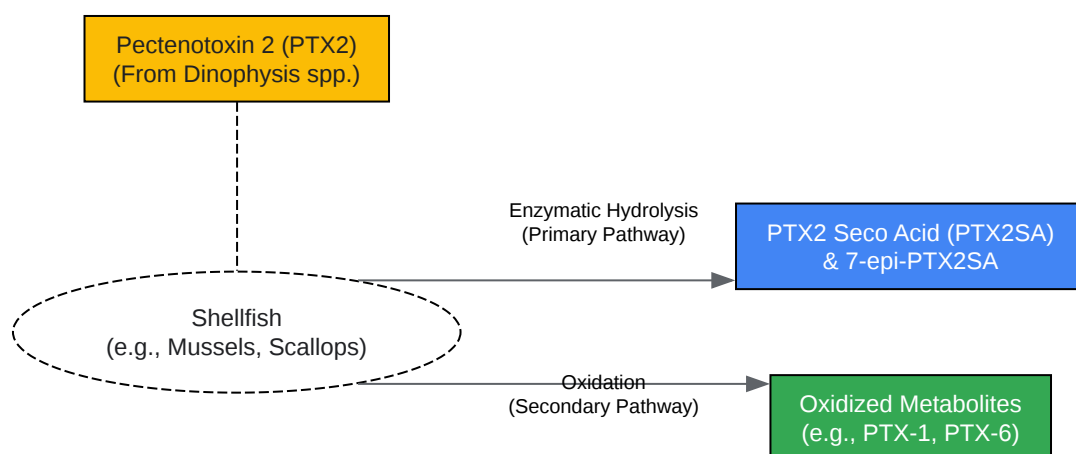 Pectenotoxin 2 (PTX2)
(From Dinophysis spp.)
Enzymatic Hydrolysis
(Primary Pathway)
PTX2 Seco Acid (PTX2SA)
& 7-epi-PTX2SA
Shellfish
(e.g., Mussels, Scallops)
Oxidation
(Secondary Pathway)
Oxidized Metabolites
(e.g., PTX-1, PTX-6)